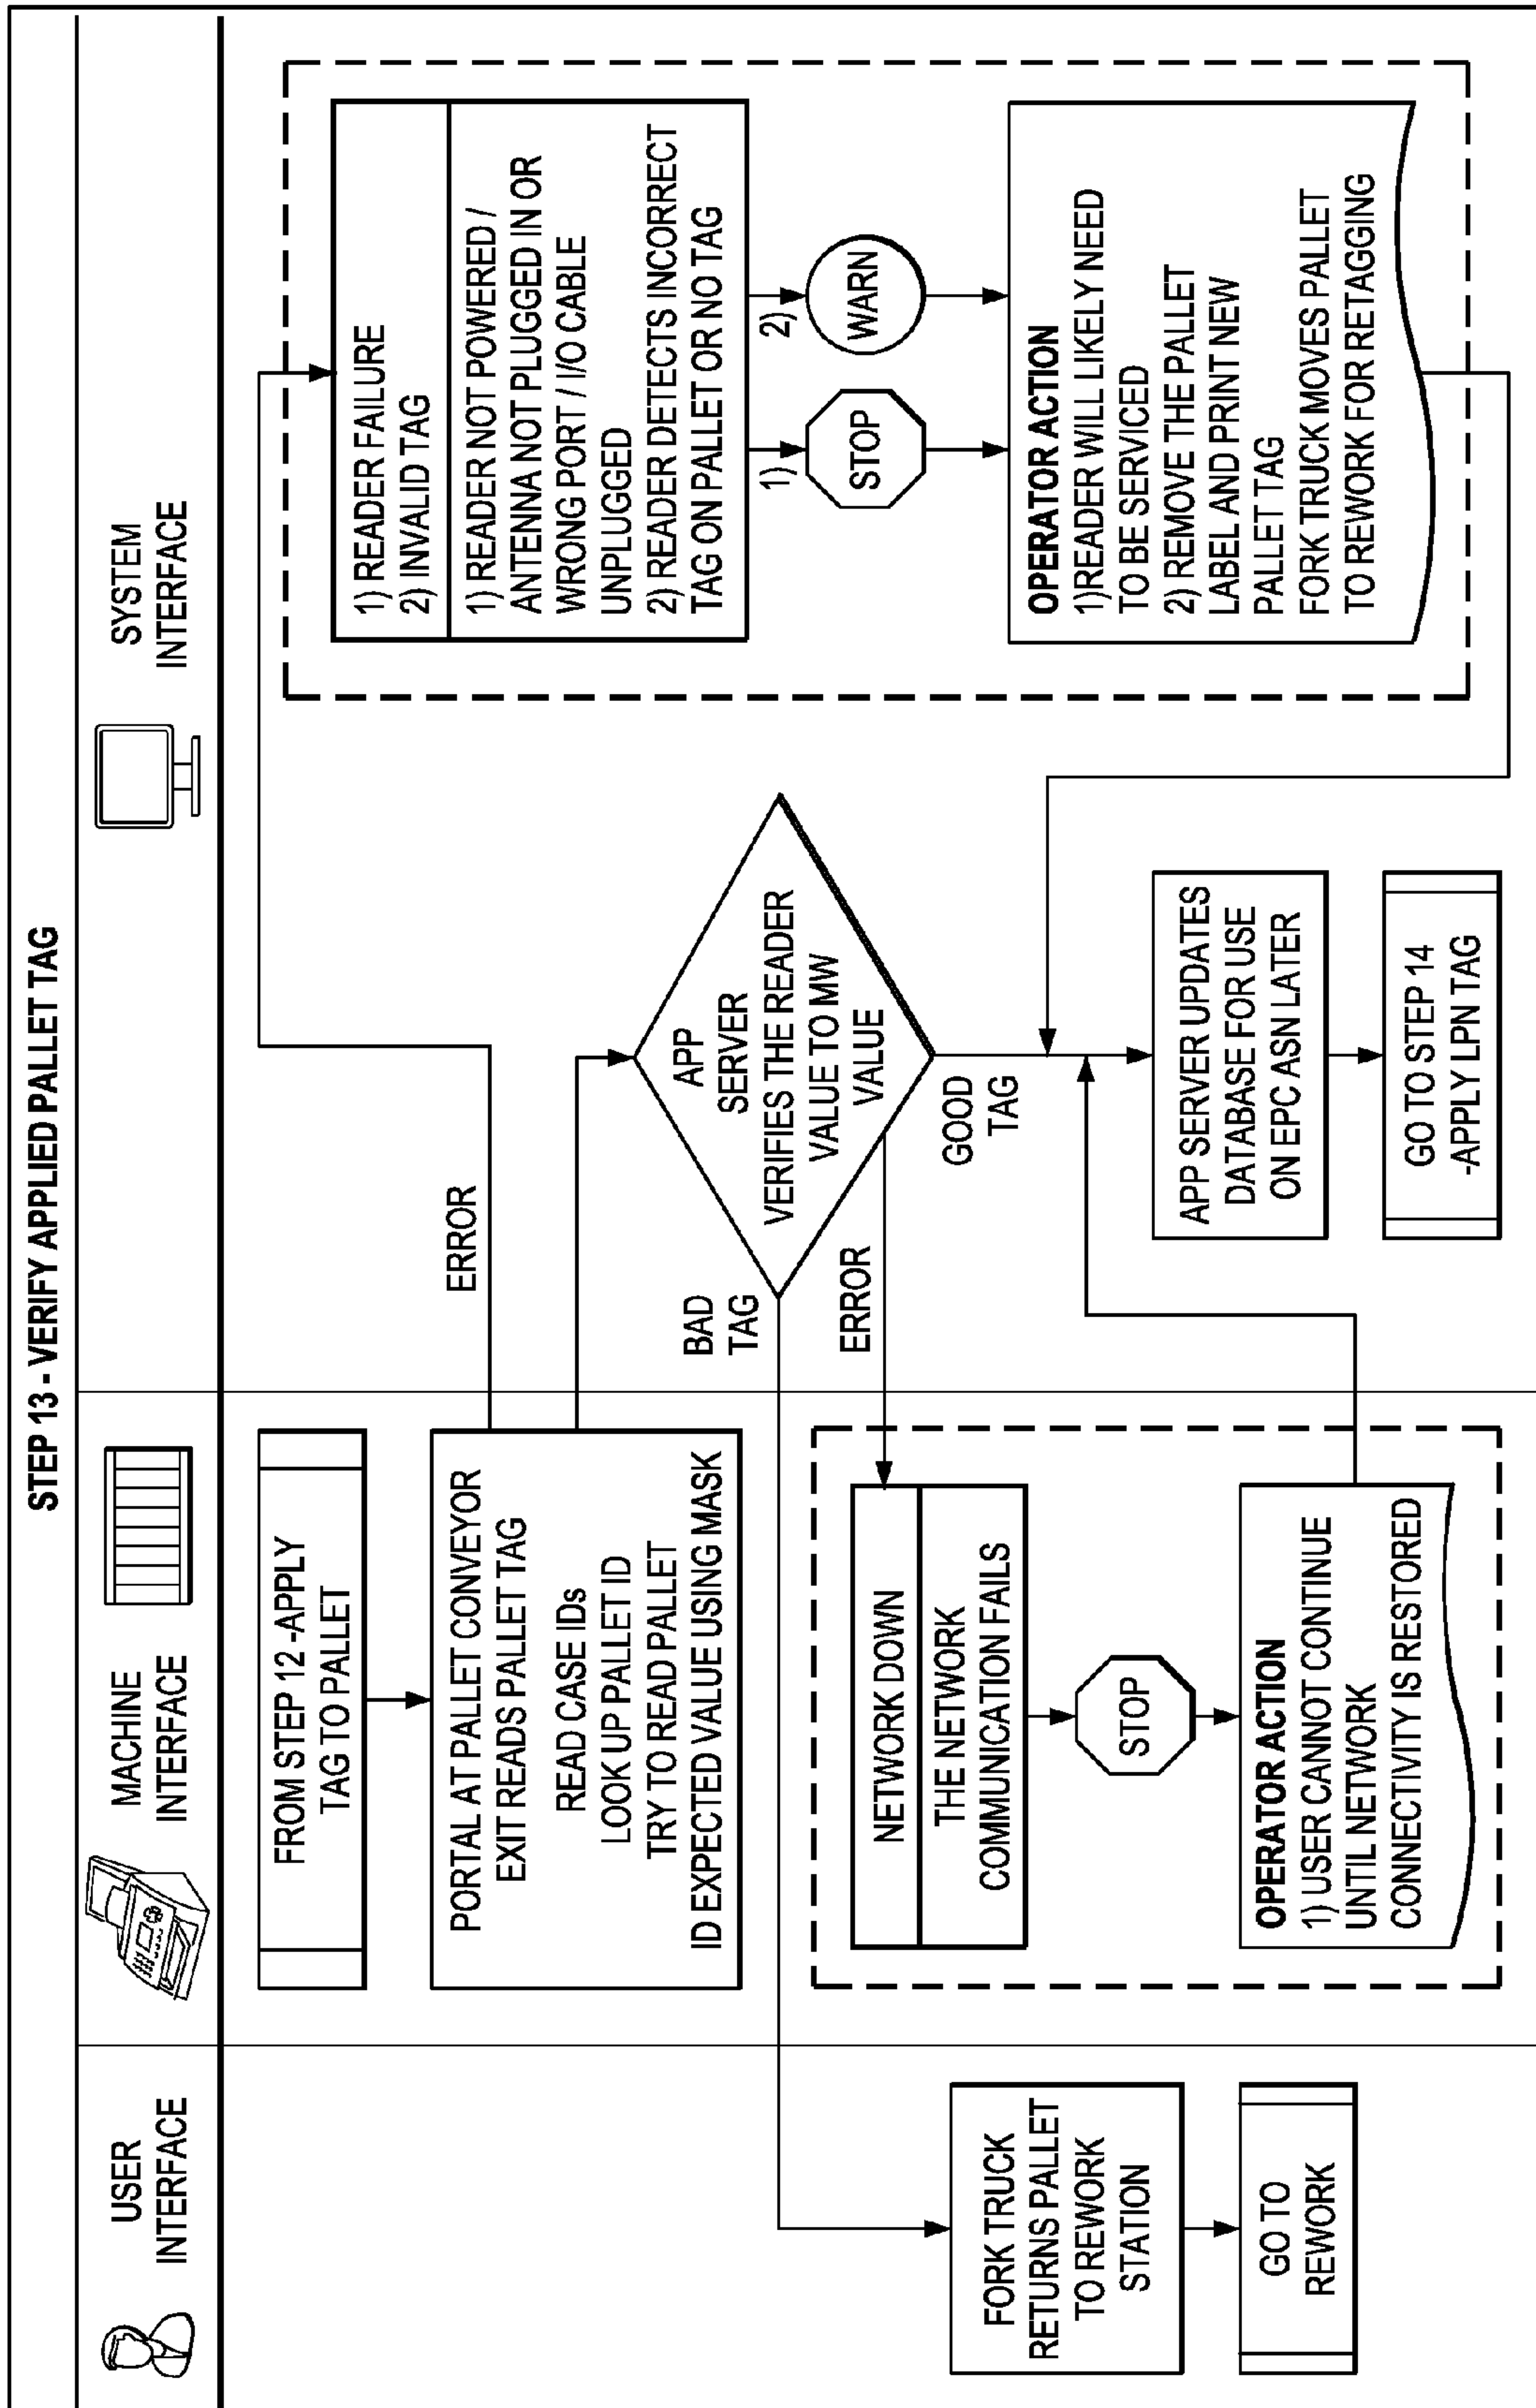 STEP 13 - VERIFY APPLIED PALLET TAG
USER
INTERFACE
MACHINE
INTERFACE
SYSTEM
INTERFACE
FROM STEP 12 -APPLY
TAG TO PALLET
PORTAL AT PALLET CONVEYOR
EXIT READS PALLET TAG
READ CASE IDs
LOOK UP PALLET ID
TRY TO READ PALLET
ID EXPECTED VALUE USING MASK
ERROR
APP
SERVER
VERIFIES THE READER
VALUE TO MW
VALUE
BAD
TAG
ERROR
GOOD
TAG
FORK TRUCK
RETURNS PALLET
TO REWORK
STATION
GO TO
REWORK
NETWORK DOWN
THE NETWORK
COMMUNICATION FAILS
STOP
OPERATOR ACTION
1) USER CANNOT CONTINUE
UNTIL NETWORK
CONNECTIVITY IS RESTORED
APP SERVER UPDATES
DATABASE FOR USE
ON EPC ASN LATER
GO TO STEP 14
-APPLY LPN TAG
1) READER FAILURE
2) INVALID TAG
1) READER NOT POWERED /
ANTENNA NOT PLUGGED IN OR
WRONG PORT / I/O CABLE
UNPLUGGED
2) READER DETECTS INCORRECT
TAG ON PALLET OR NO TAG
1)
2)
STOP
WARN
OPERATOR ACTION
1)READER WILL LIKELY NEED
TO BE SERVICED
2) REMOVE THE PALLET
LABEL AND PRINT NEW
PALLET TAG
FORK TRUCK MOVES PALLET
TO REWORK FOR RETAGGING